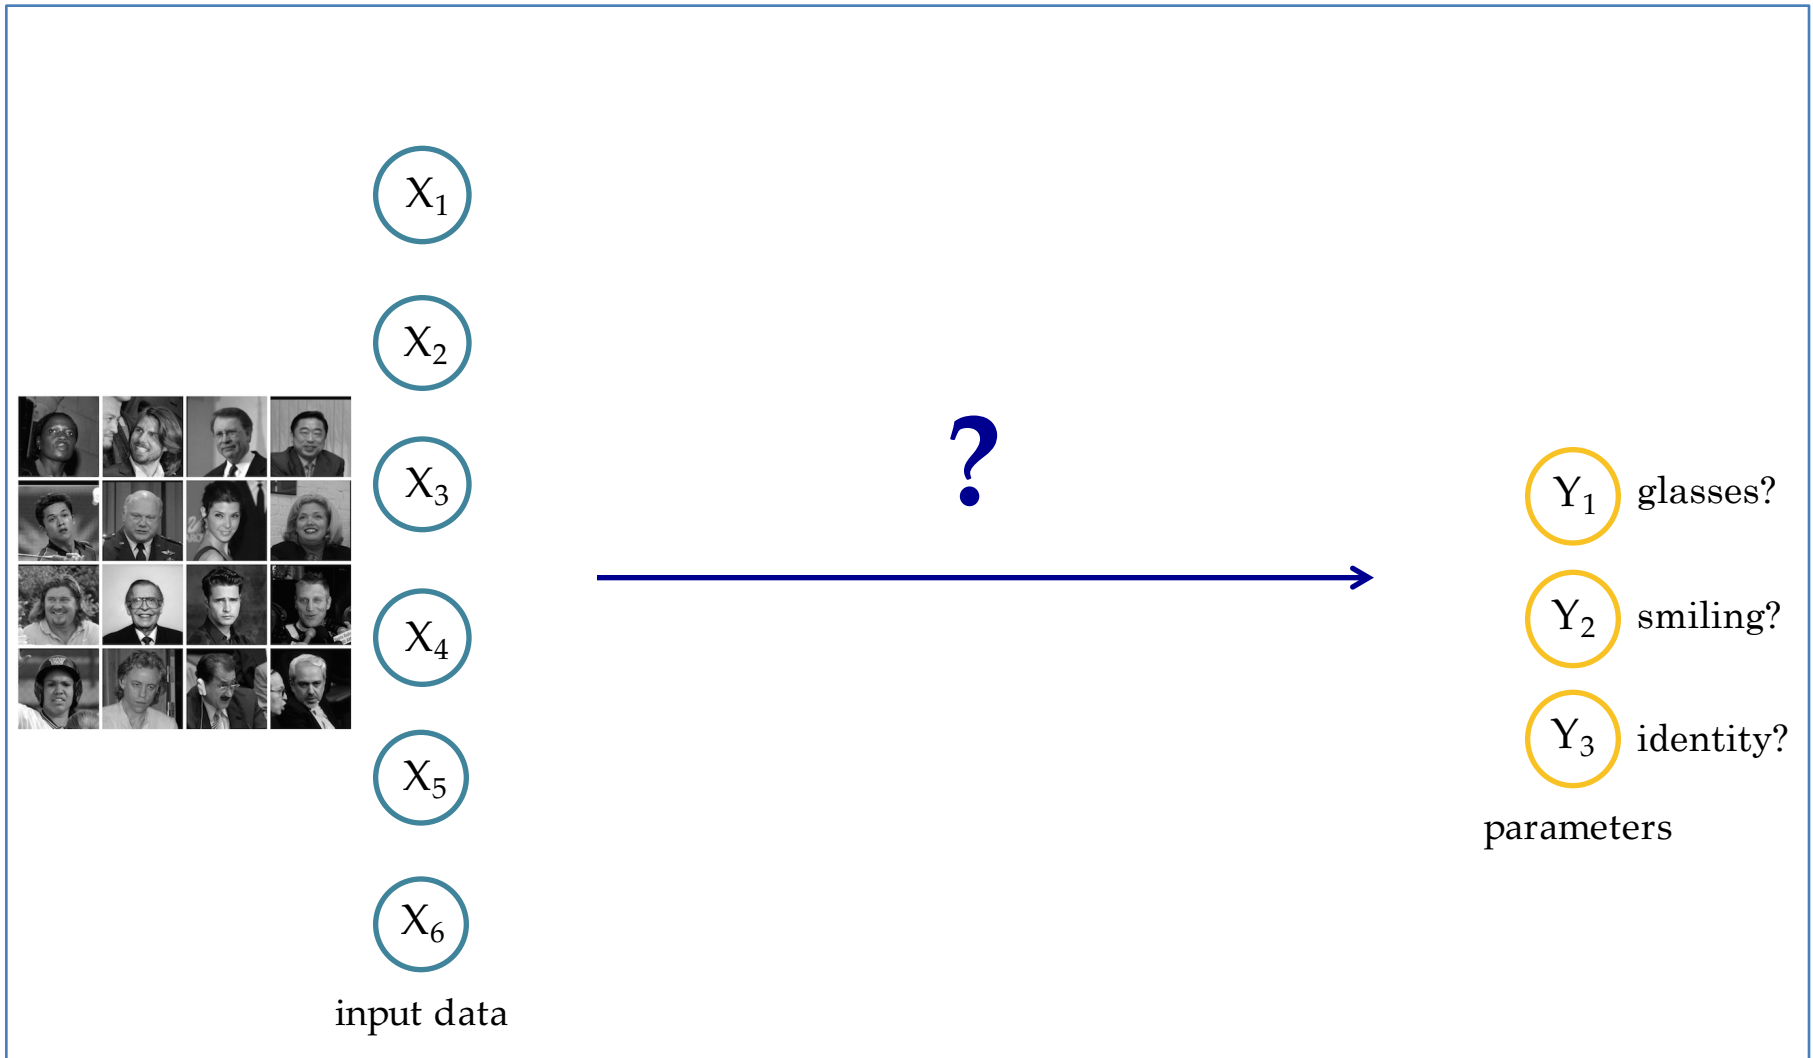 X₁
X₂
X₃
X₄
X₅
X₆
input data
?
Y₁ glasses?
Y₂ smiling?
Y₃ identity?
parameters